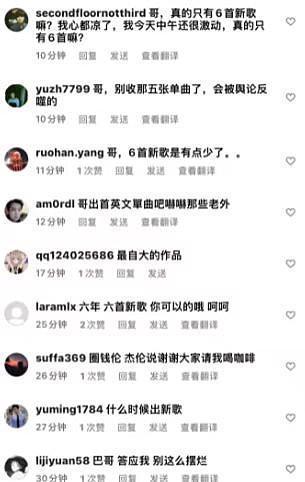 secondfloornotthird 哥，真的只有6首新歌
嘛？我心都凉了，我今天中午还很激动，真的只
有6首嘛？
10分钟 回复 发送 查看翻译
yuzh7799 哥，别收那五张单曲了，会被舆论反
噬的
10分钟 回复 发送 查看翻译
ruohan.yang 哥，6首新歌是有点少了。。
11分钟 1次赞 回复 发送 查看翻译
am0rdl 哥出首英文單曲吧嚇嚇那些老外
12分钟 回复 发送 查看翻译
qq124025686 最自大的作品
17分钟 1次赞 回复 发送
laramlx 六年 六首新歌 你可以的哦 呵呵
25分钟 2次赞 回复 发送 查看翻译
suffa369 圈钱伦 杰伦说谢谢大家请我喝咖啡
26分钟 1次赞 回复 发送 查看翻译
yuming1784 什么时候出新歌
27分钟 1次赞 回复 发送 查看翻译
lijiyuan58 巴哥 答应我 别这么摆烂
30分钟 1次赞 回复 发送 查看翻译